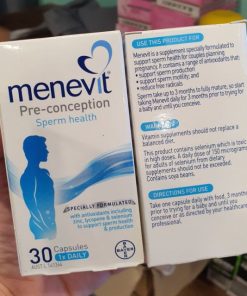 menevit
Pre-conception
Sperm health
SPECIALLY FORMULATED
with antioxidants including
zinc, lycopene & selenium
to support sperm health
& production
30 Capsules
1x DAILY
BAYER
USE THIS PRODUCT FOR
Menevit is a supplement specially formulated to
support sperm health for couples planning
pregnancy, it contains a range of antioxidants that:
• support sperm production
• support sperm motility; and
• reduce free radicals.
Sperm take up to 3 months to fully mature, so start
taking Menevit daily for 3 months prior to trying for
a baby and until you conceive.
Vitamin supplements should not replace a
balanced diet.
This product contains selenium which is toxic
in high doses. A daily dose of 150 micrograms
for adults of selenium from dietary
supplements should not be exceeded.
Contains soya beans.
DIRECTIONS FOR USE
Take one capsule daily with food, 3 months
prior to trying for a baby and until you
conceive or as directed by your healthcare
professional.